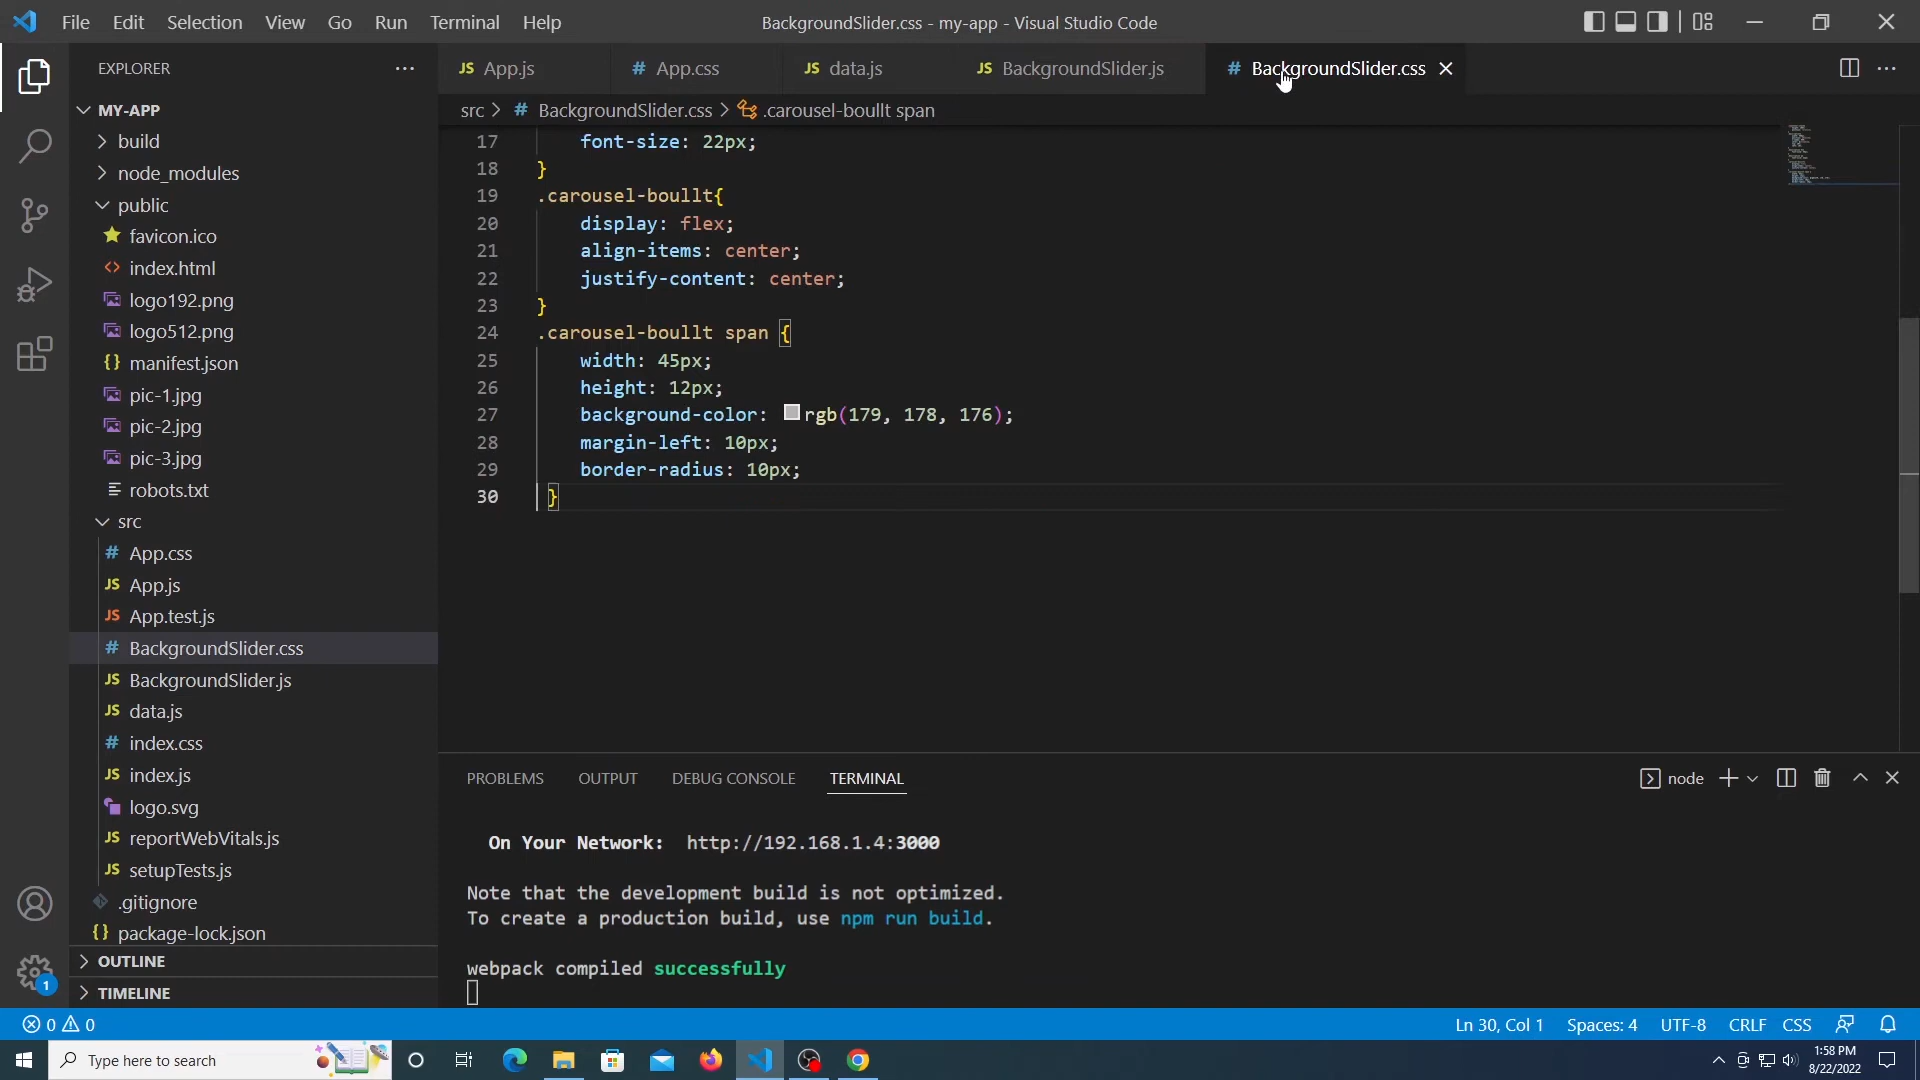 File Edit Selection View Go Run Terminal Help
BackgroundSlider.css - my-app - Visual Studio Code
EXPLORER
MY-APP
build
node_modules
public
favicon.ico
index.html
logo192.png
logo512.png
manifest.json
pic-1.jpg
pic-2.jpg
pic-3.jpg
robots.txt
src
App.css
App.js
App.test.js
BackgroundSlider.css
BackgroundSlider.js
data.js
index.css
index.js
logo.svg
reportWebVitals.js
setupTests.js
.gitignore
package-lock.json
OUTLINE
TIMELINE
JS App.js # App.css JS data.js JS BackgroundSlider.js # BackgroundSlider.css
src > # BackgroundSlider.css > .carousel-boullt span
17 font-size: 22px;
18 }
19 .carousel-boullt{
20 display: flex;
21 align-items: center;
22 justify-content: center;
23 }
24 .carousel-boullt span {
25 width: 45px;
26 height: 12px;
27 background-color: rgb(179, 178, 176);
28 margin-left: 10px;
29 border-radius: 10px;
30 }
PROBLEMS OUTPUT DEBUG CONSOLE TERMINAL node
On Your Network: http://192.168.1.4:3000
Note that the development build is not optimized.
To create a production build, use npm run build.
webpack compiled successfully
1
0 0 Ln 30, Col 1 Spaces: 4 UTF-8 CRLF CSS
Type here to search
1:58 PM
8/22/2022